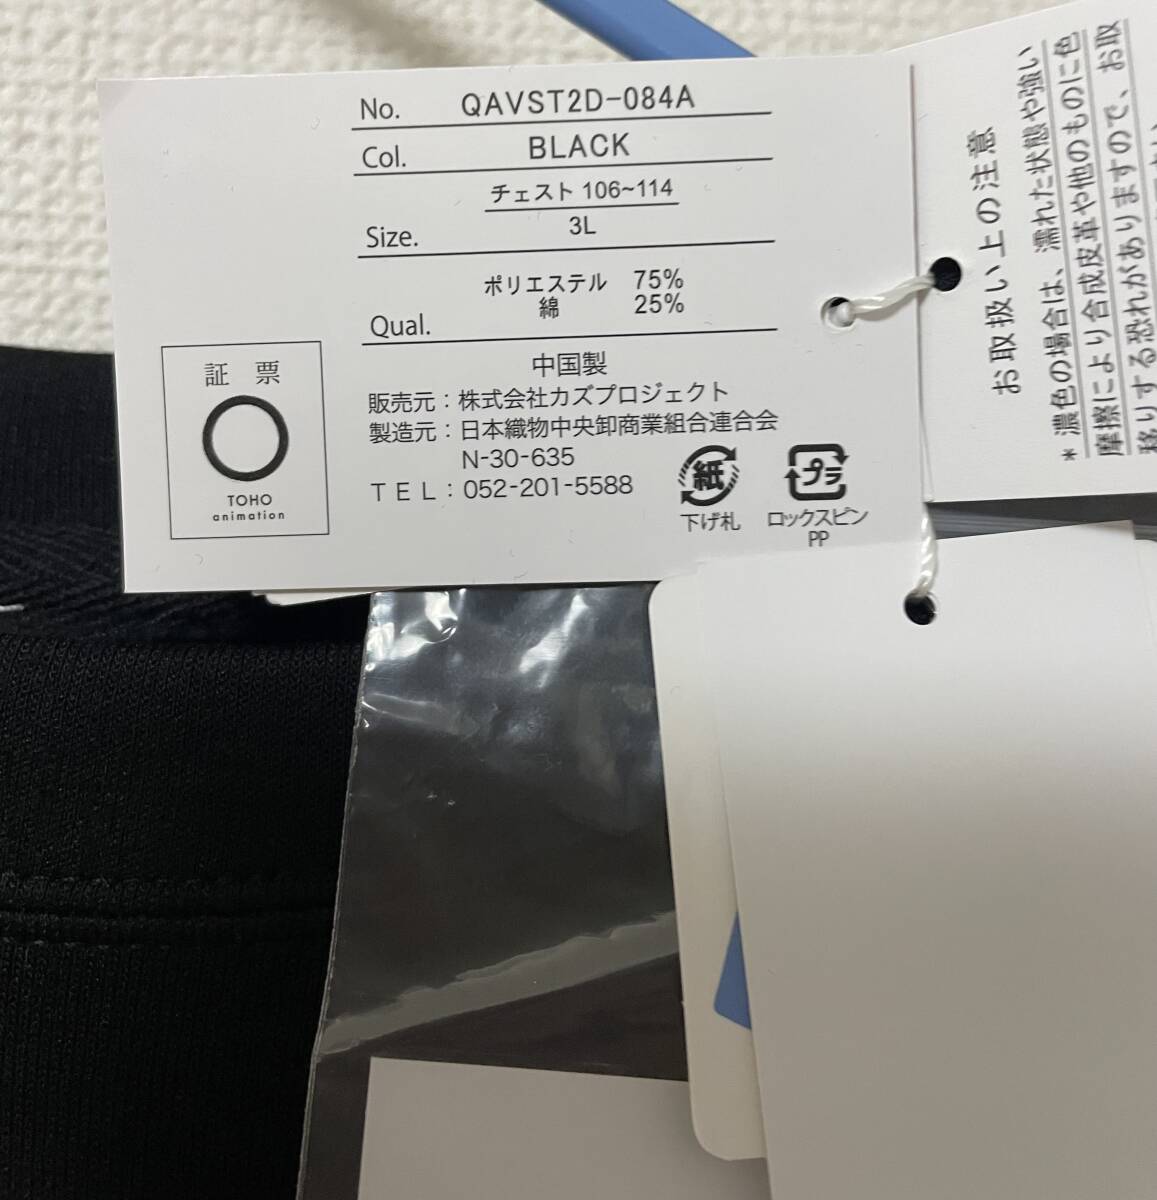 No. QAVST2D-084A
Col. BLACK
チェスト 106~114
Size. 3L
ポリエステル 75%
綿 25%
Qual.
中国製
販売元：株式会社カズプロジェクト
製造元：日本織物中央卸商業組合連合会
N-30-635
TEL：052-201-5588
証 票
TOHO
animation
紙
下げ札
プラ
ロックスピン
PP
お取扱い上の注意
*濃色の場合は、濡れた状態や強い
摩擦により合成皮革や他のものに色
移りする恐れがありますので、お取